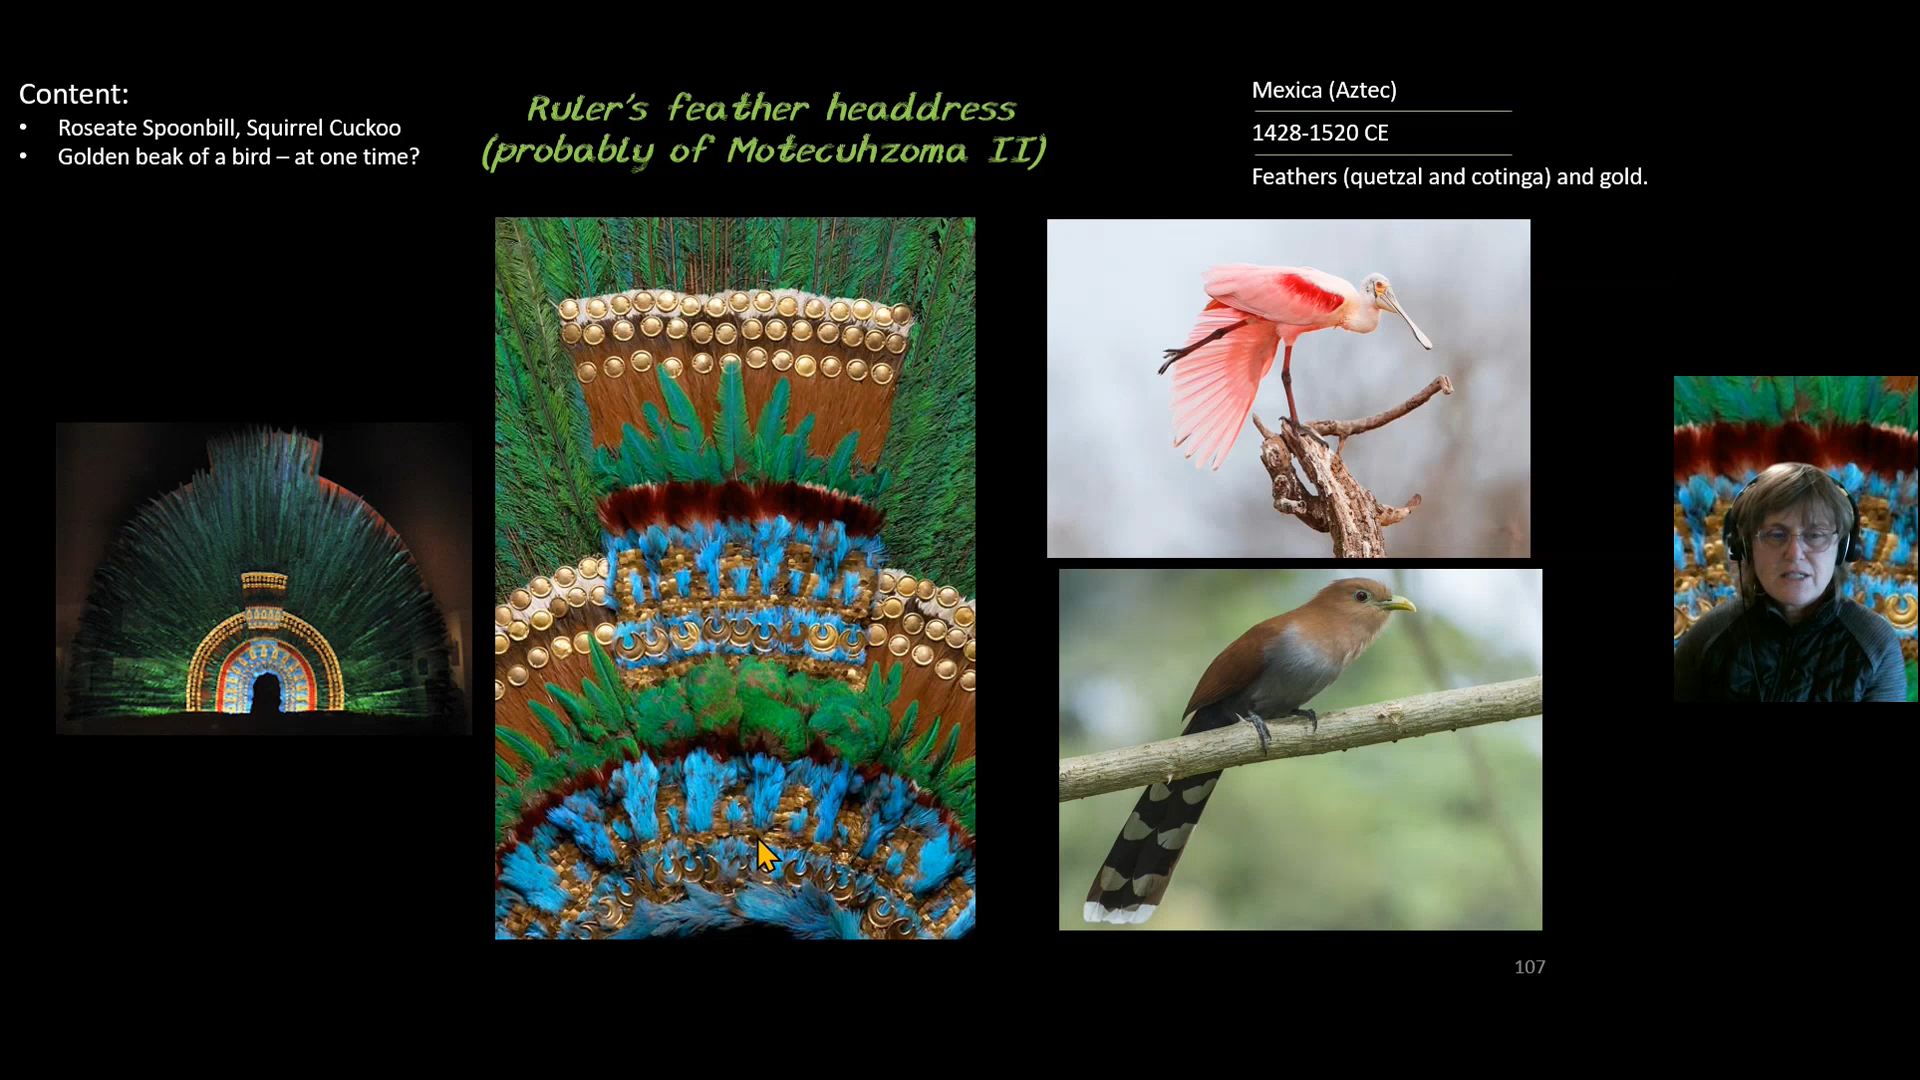 Content:
• Roseate Spoonbill, Squirrel Cuckoo
• Golden beak of a bird – at one time?
Ruler's feather headdress
(probably of Motecuhzoma II)
Mexica (Aztec)
1428-1520 CE
Feathers (quetzal and cotinga) and gold.
107